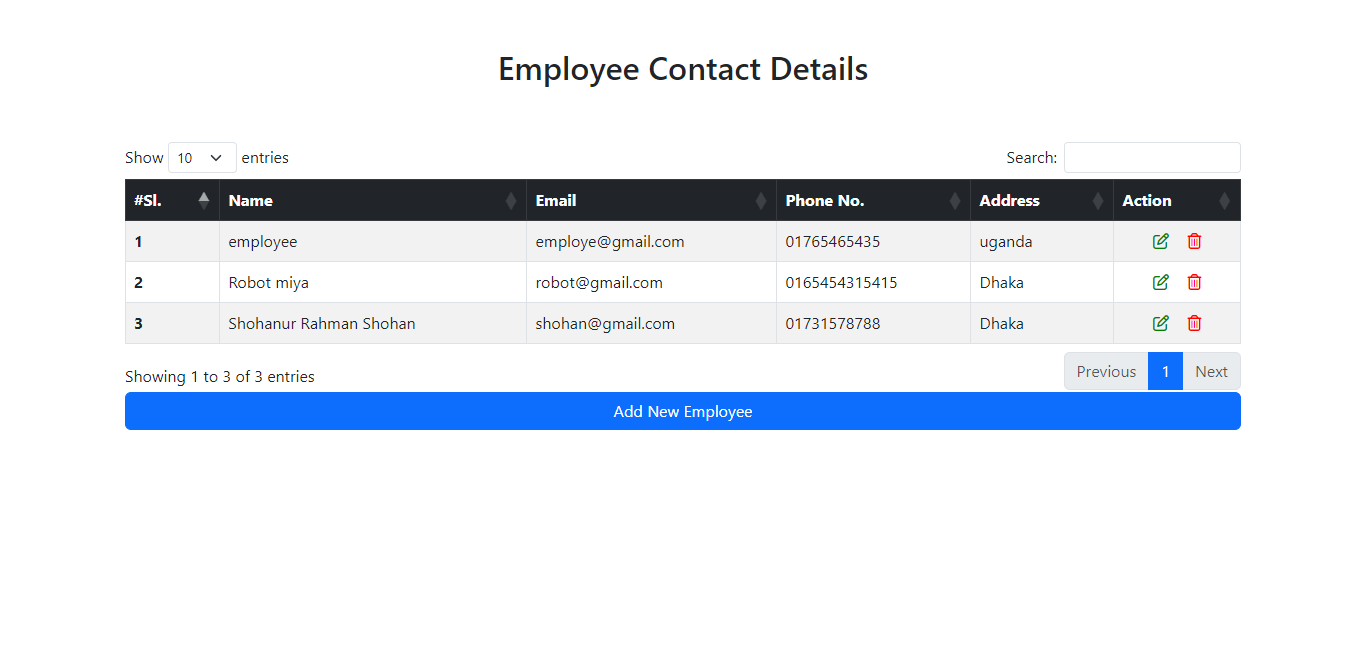 Employee Contact Details
Show 10 entries Search:
#Sl. Name Email Phone No. Address Action
1 employee employe@gmail.com 01765465435 uganda
2 Robot miya robot@gmail.com 0165454315415 Dhaka
3 Shohanur Rahman Shohan shohan@gmail.com 01731578788 Dhaka
Showing 1 to 3 of 3 entries Previous 1 Next
Add New Employee